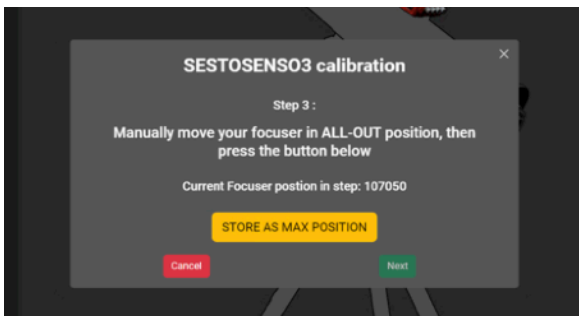 SESTOSENSO3 calibration
×
Step 3 :
Manually move your focuser in ALL-OUT position, then
press the button below
Current Focuser postion in step: 107050
STORE AS MAX POSITION
Cancel
Next